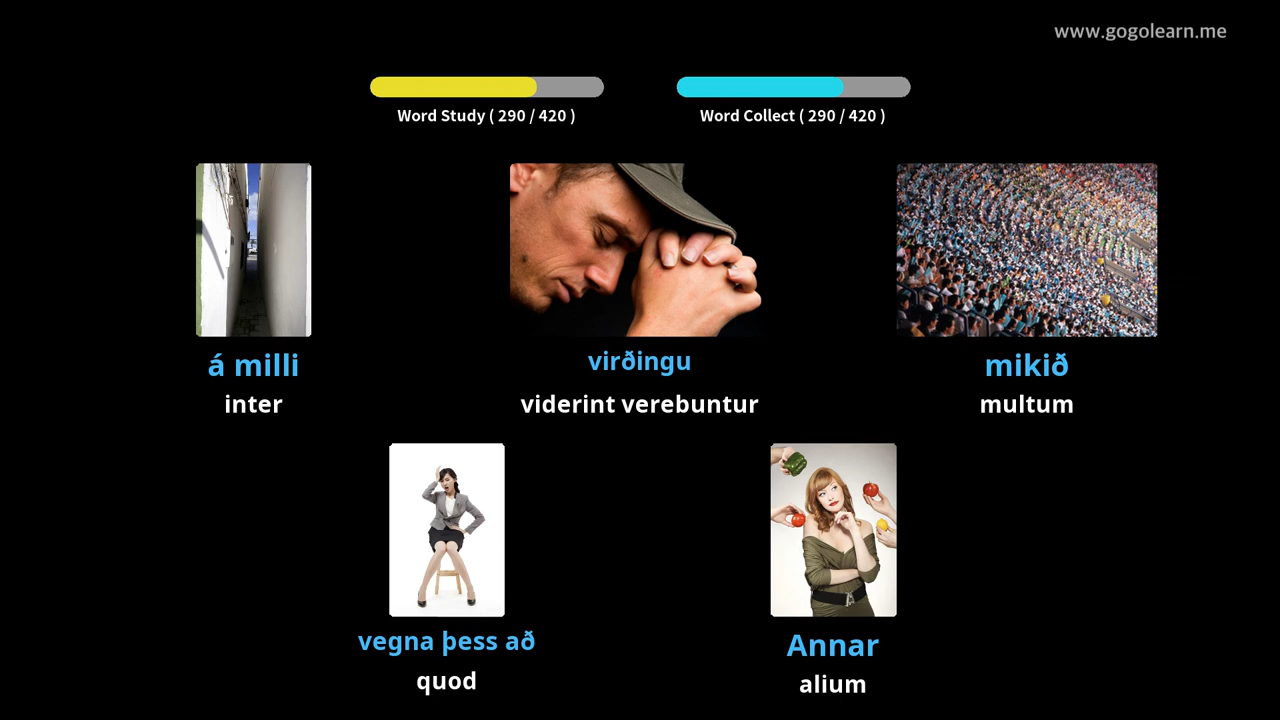 www.gogolearn.me
Word Study ( 290 / 420 )
Word Collect ( 290 / 420 )
á milli
inter
virðingu
viderint verebuntur
mikið
multum
vegna þess að
quod
Annar
alium